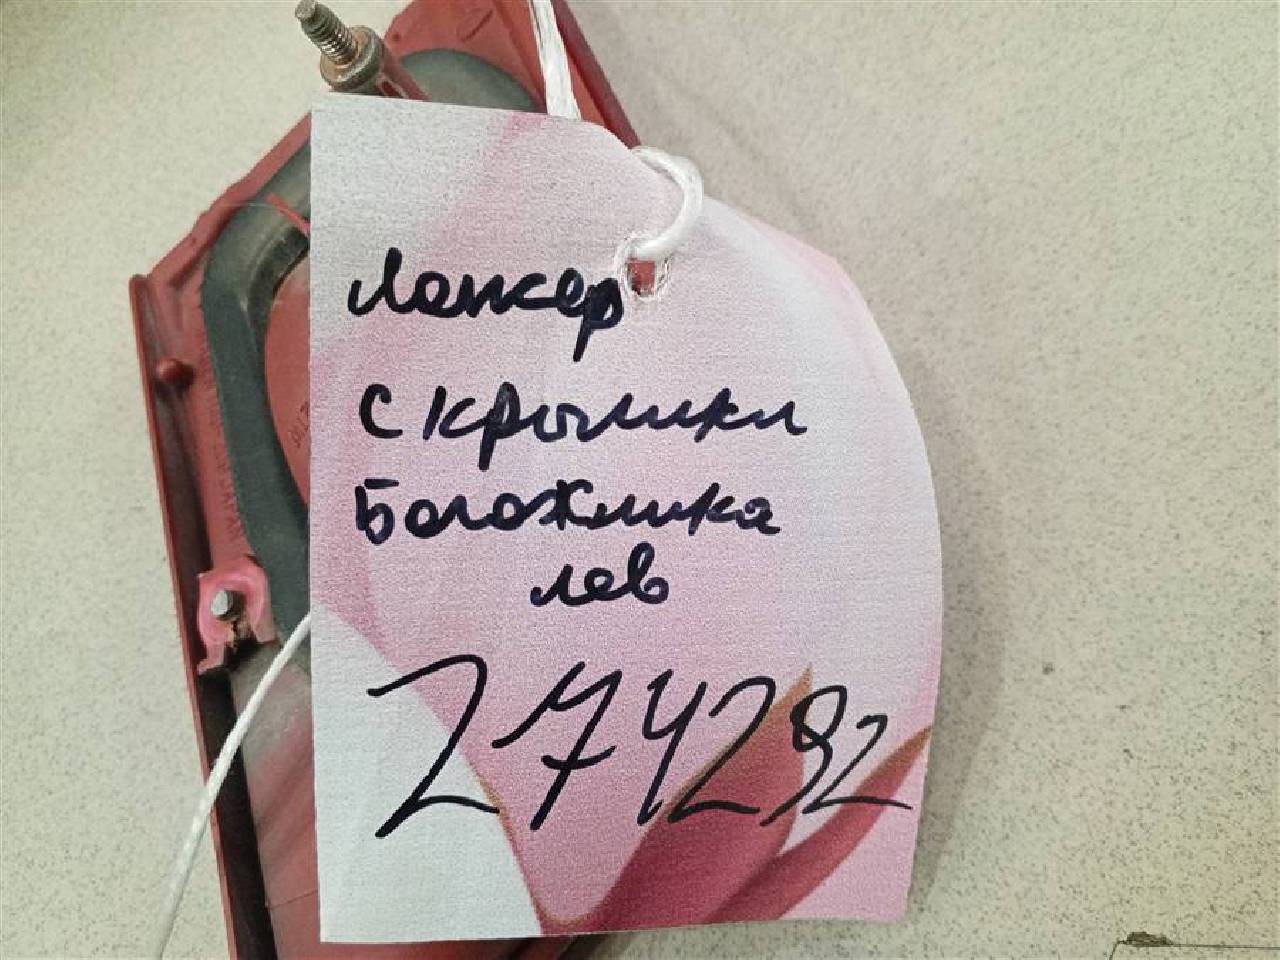 Лансер
с крышки
Багажника
лев
274292